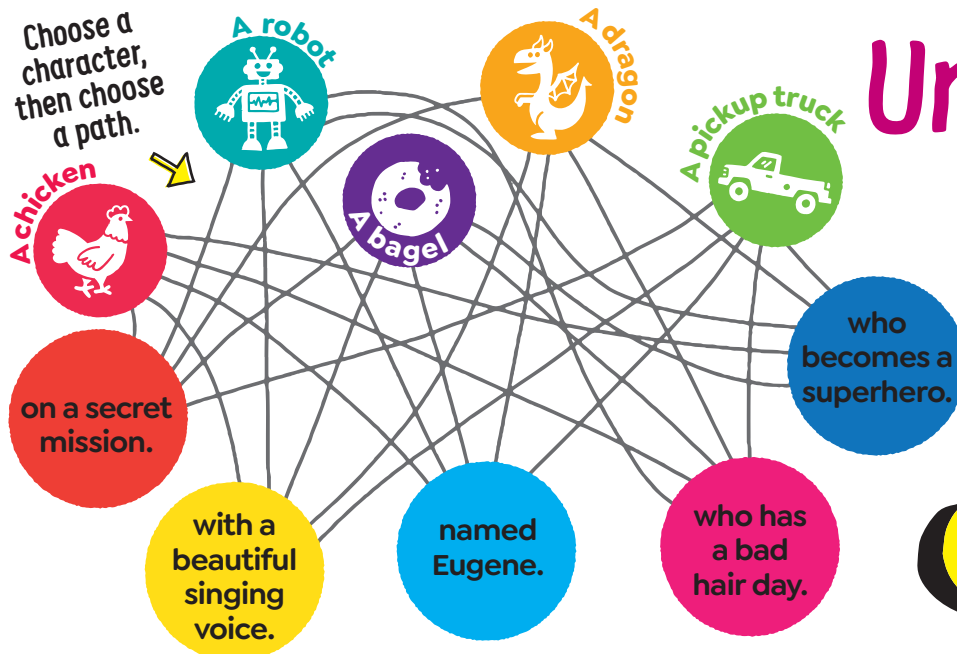 Choose a
character,
then choose
a path.
A robot
A dragon
A pickup truck
A chicken
A bagel
on a secret
mission.
with a
beautiful
singing
voice.
named
Eugene.
who has
a bad
hair day.
who
becomes a
superhero.